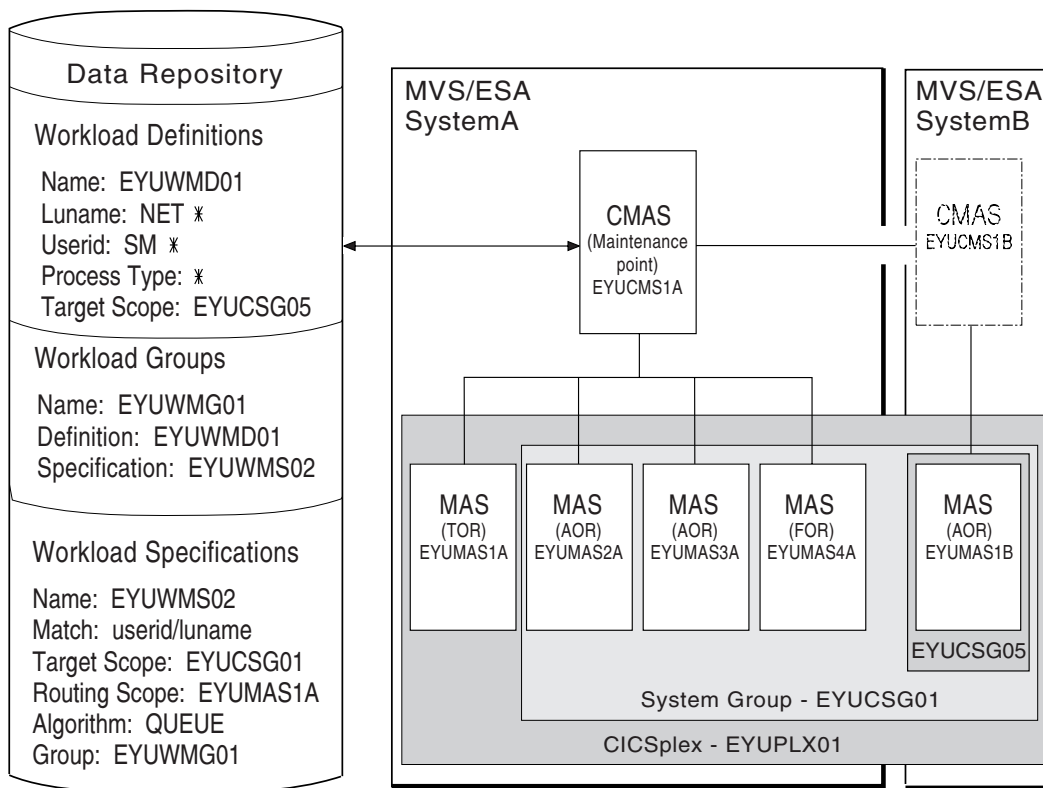 Data Repository
Workload Definitions
Name: EYUWMD01
Luname: NET *
Userid: SM *
Process Type: *
Target Scope: EYUCSG05
Workload Groups
Name: EYUWMG01
Definition: EYUWMD01
Specification: EYUWMS02
Workload Specifications
Name: EYUWMS02
Match: userid/luname
Target Scope: EYUCSG01
Routing Scope: EYUMAS1A
Algorithm: QUEUE
Group: EYUWMG01
MVS/ESA
SystemA
CMAS
(Maintenance
point)
EYUCMS1A
MVS/ESA
SystemB
CMAS
EYUCMS1B
MAS
(TOR)
EYUMAS1A
MAS
(AOR)
EYUMAS2A
MAS
(AOR)
EYUMAS3A
MAS
(FOR)
EYUMAS4A
MAS
(AOR)
EYUMAS1B
EYUCSG05
System Group - EYUCSG01
CICSplex - EYUPLX01